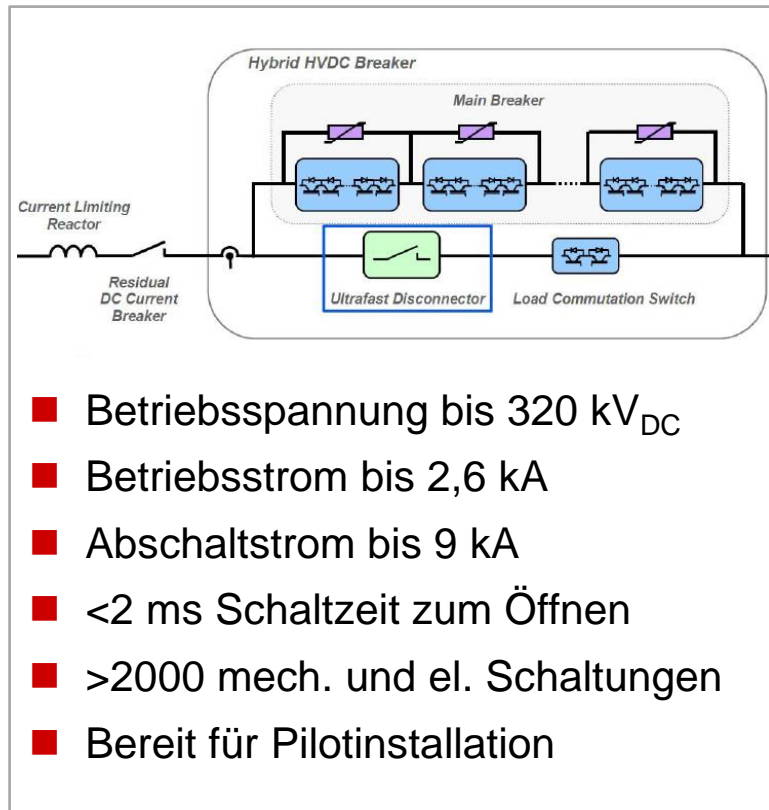 Hybrid HVDC Breaker
Main Breaker
Current Limiting
Reactor
Residual
DC Current
Breaker
Ultrafast Disconnector
Load Commutation Switch
Betriebsspannung bis 320 kV_DC
Betriebsstrom bis 2,6 kA
Abschaltstrom bis 9 kA
<2 ms Schaltzeit zum Öffnen
>2000 mech. und el. Schaltungen
Bereit für Pilotinstallation